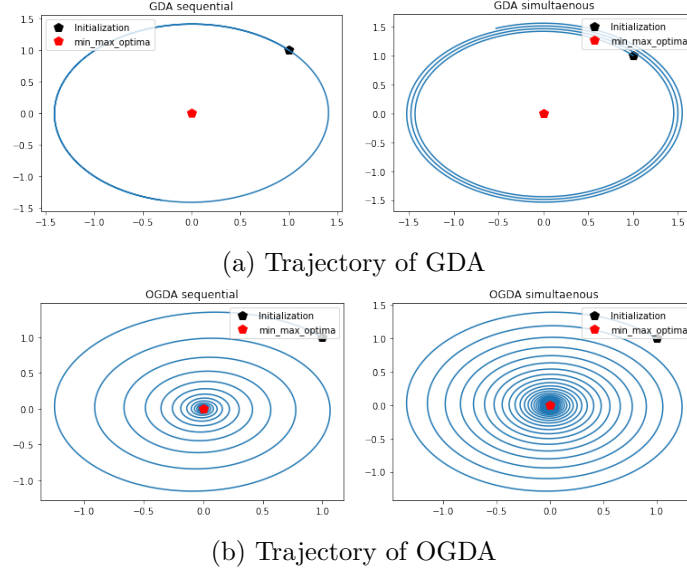 GDA sequential
Initialization
min_max_optima
1.5
1.0
0.5
0.0
−0.5
−1.0
−1.5
−1.5 −1.0 −0.5 0.0 0.5 1.0 1.5
GDA simultaenous
Initialization
min_max_optima
1.5
1.0
0.5
0.0
−0.5
−1.0
−1.5
−1.5 −1.0 −0.5 0.0 0.5 1.0 1.5
(a) Trajectory of GDA
OGDA sequential
Initialization
min_max_optima
1.0
0.5
0.0
−0.5
−1.0
−1.0 −0.5 0.0 0.5 1.0
OGDA simultaenous
Initialization
min_max_optima
1.5
1.0
0.5
0.0
−0.5
−1.0
−1.0 −0.5 0.0 0.5 1.0
(b) Trajectory of OGDA